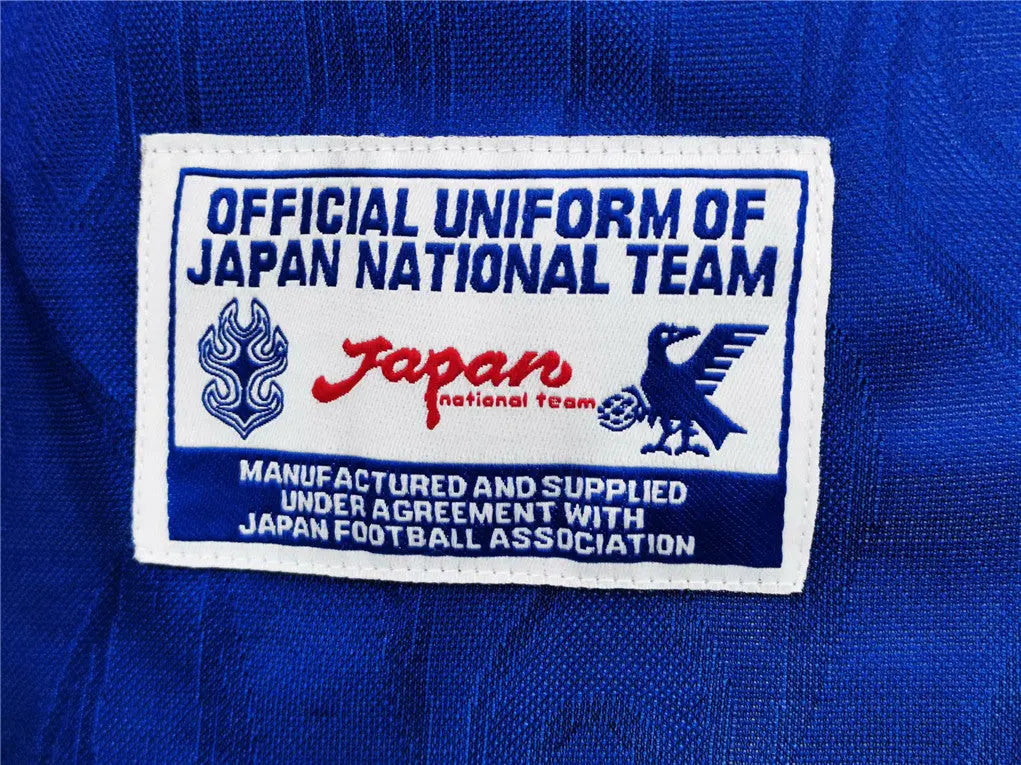 OFFICIAL UNIFORM OF
JAPAN NATIONAL TEAM
Japan
national team
MANUFACTURED AND SUPPLIED
UNDER AGREEMENT WITH
JAPAN FOOTBALL ASSOCIATION